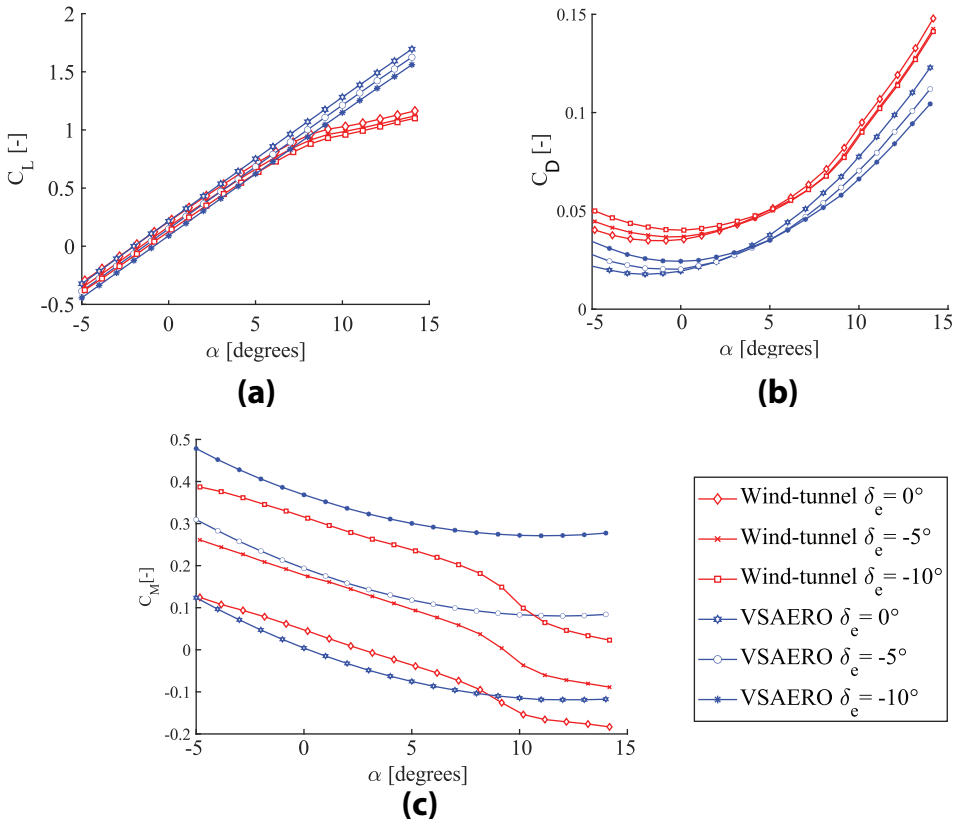 (a)
2
1.5
1
0.5
0
-0.5
C_L [-]
-5 0 5 10 15
α [degrees]
(b)
0.15
0.1
0.05
0
C_D [-]
-5 0 5 10 15
α [degrees]
(a)
(b)
0.5
0.4
0.3
0.2
0.1
0
-0.1
-0.2
C_M[-]
-5 0 5 10 15
α [degrees]
(c)
Wind-tunnel δ_e = 0°
Wind-tunnel δ_e = -5°
Wind-tunnel δ_e = -10°
VSAERO δ_e = 0°
VSAERO δ_e = -5°
VSAERO δ_e = -10°